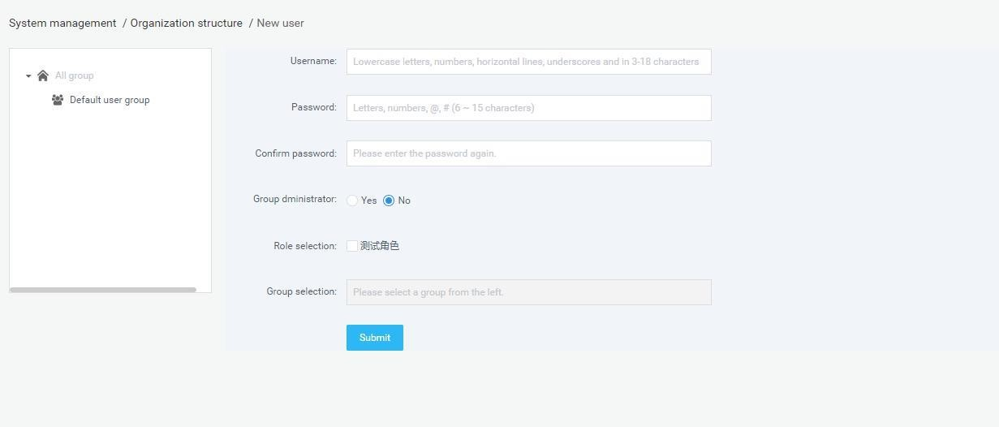 System management / Organization structure / New user
All group
Default user group
Username: Lowercase letters, numbers, horizontal lines, underscores and in 3-18 characters
Password: Letters, numbers, @, # (6 ~ 15 characters)
Confirm password: Please enter the password again.
Group dministrator: Yes No
Role selection: 测试角色
Group selection: Please select a group from the left.
Submit